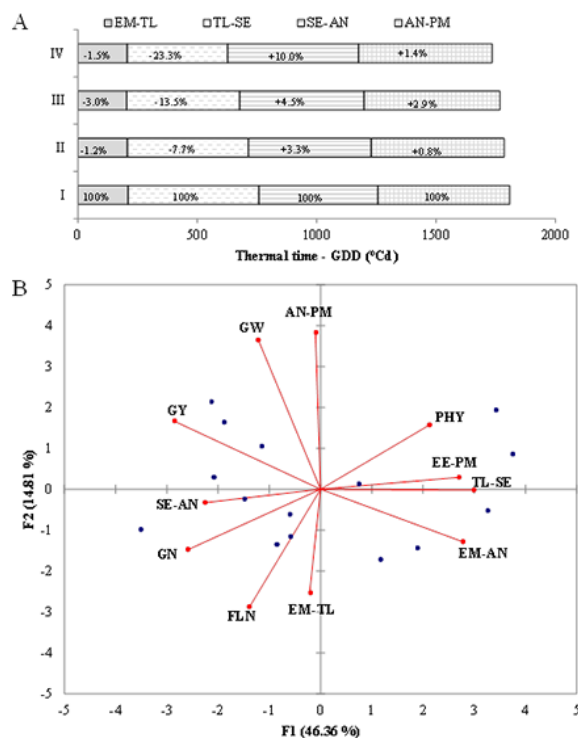 A
EM-TL TL-SE SE-AN AN-PM
IV -1.5% -23.3% +10.0% +1.4%
III -3.0% -13.5% +4.5% +2.9%
II -1.2% -7.7% +3.3% +0.8%
I 100% 100% 100% 100%
0 500 1000 1500 2000
Thermal time - GDD (ºCd)
B
5
4
3
2
1
0
-1
-2
-3
-4
-5
F2 (14.81 %)
AN-PM
GW
GY
PHY
EE-PM
TL-SE
SE-AN
EM-AN
GN
FLN
EM-TL
-5 -4 -3 -2 -1 0 1 2 3 4 5
F1 (46.36 %)